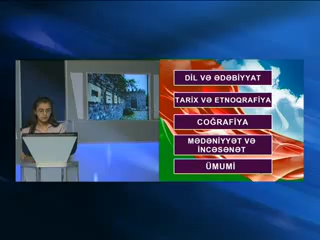 DİL VƏ ƏDƏBİYYAT
TARİX VƏ ETNOQRAFİYA
COĞRAFİYA
MƏDƏNİYYƏT VƏ
İNCƏSƏNƏT
ÜMUMİ